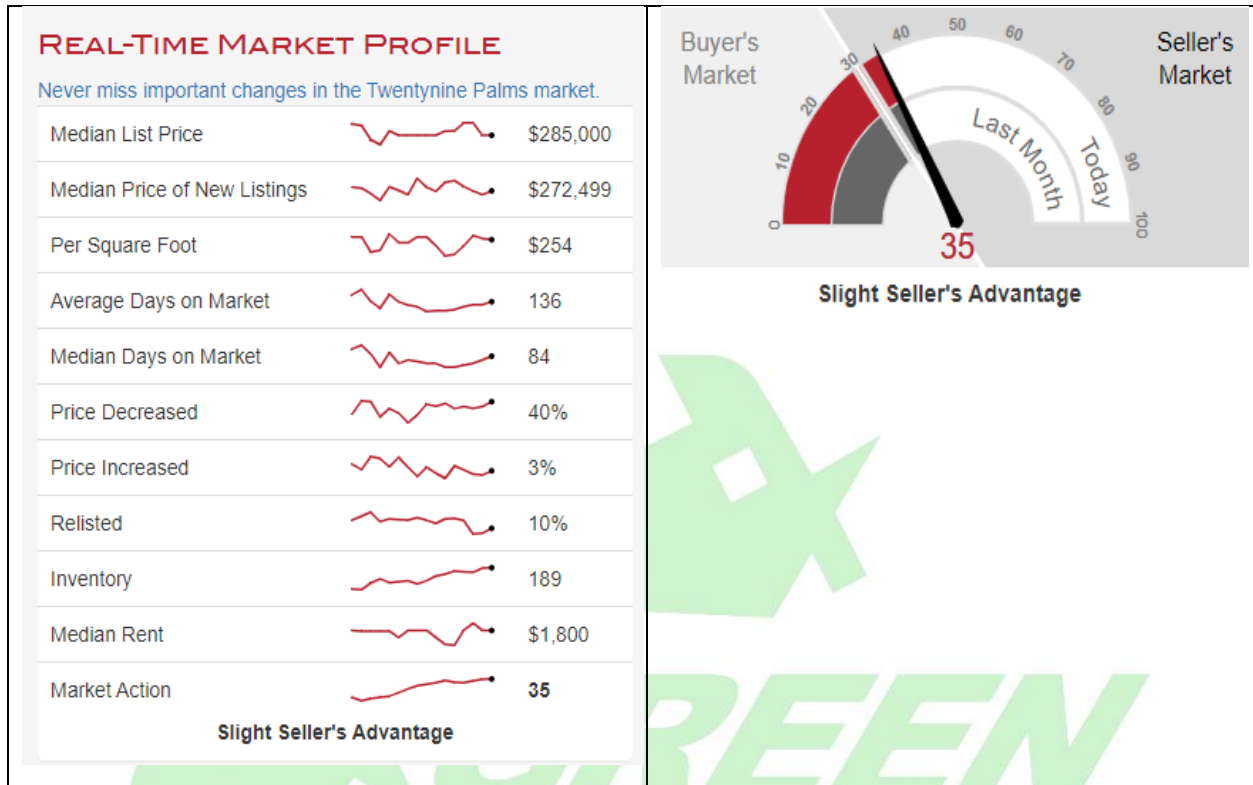 REAL-TIME MARKET PROFILE
Never miss important changes in the Twentynine Palms market.
Median List Price $285,000
Median Price of New Listings $272,499
Per Square Foot $254
Average Days on Market 136
Median Days on Market 84
Price Decreased 40%
Price Increased 3%
Relisted 10%
Inventory 189
Median Rent $1,800
Market Action 35
Slight Seller's Advantage
Buyer's
Market
Seller's
Market
0
10
20
30
40
50
60
70
80
90
100
Last Month
Today
35
Slight Seller's Advantage
GREEN